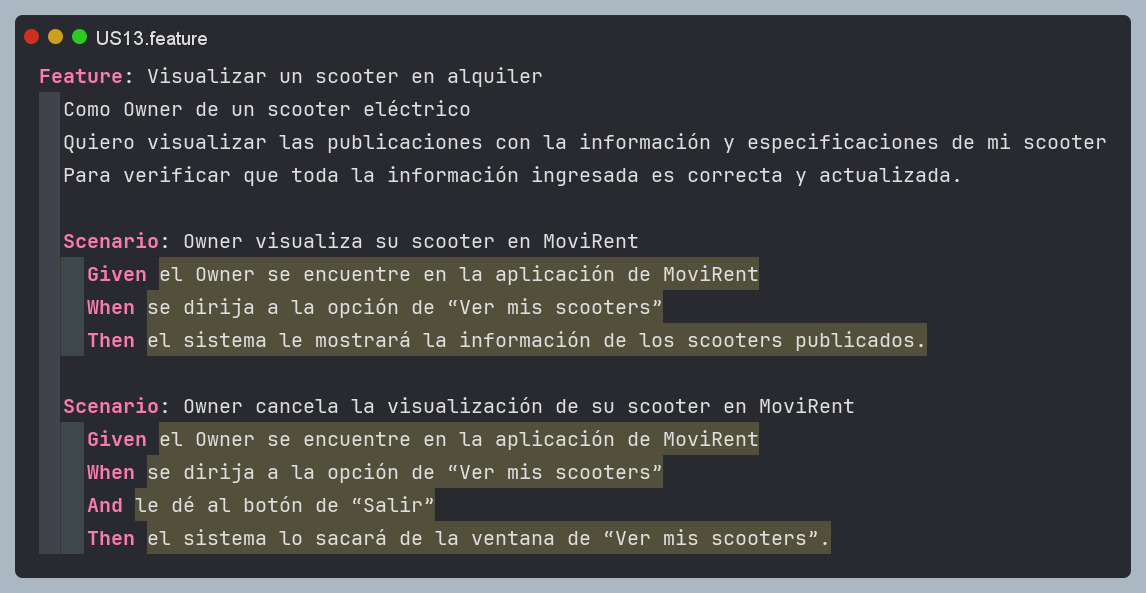 US13.feature
Feature: Visualizar un scooter en alquiler
Como Owner de un scooter eléctrico
Quiero visualizar las publicaciones con la información y especificaciones de mi scooter
Para verificar que toda la información ingresada es correcta y actualizada.
Scenario: Owner visualiza su scooter en MoviRent
Given el Owner se encuentre en la aplicación de MoviRent
When se dirija a la opción de “Ver mis scooters”
Then el sistema le mostrará la información de los scooters publicados.
Scenario: Owner cancela la visualización de su scooter en MoviRent
Given el Owner se encuentre en la aplicación de MoviRent
When se dirija a la opción de “Ver mis scooters”
And le dé al botón de “Salir”
Then el sistema lo sacará de la ventana de “Ver mis scooters”.